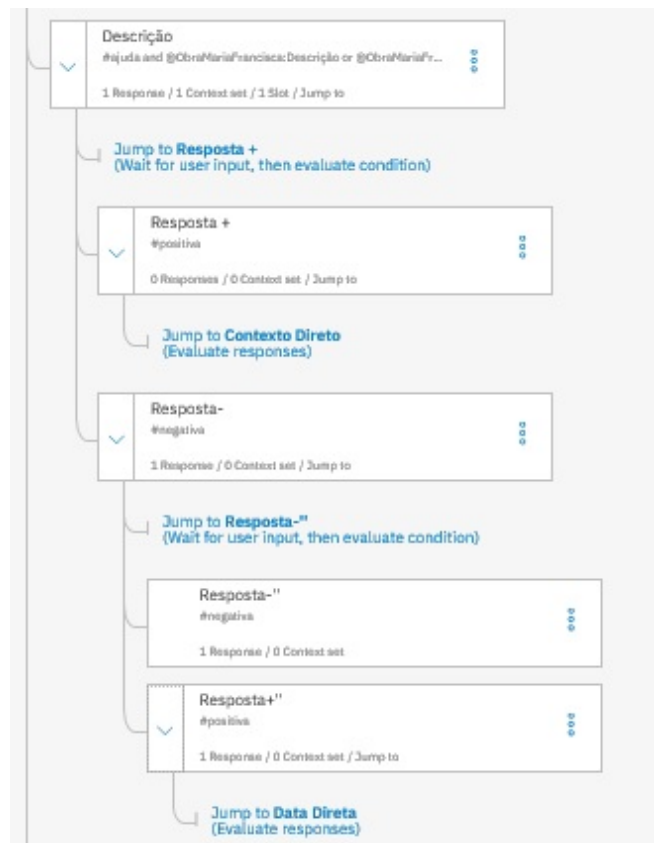 Descrição
#ajuda and @ObraMariaFrancisca:Descrição or @ObraMariaFr...
1 Response / 1 Context set / 1 Slot / Jump to
Jump to Resposta +
(Wait for user input, then evaluate condition)
Resposta +
#positiva
0 Responses / 0 Context set / Jump to
Jump to Contexto Direto
(Evaluate responses)
Resposta-
#negativa
1 Response / 0 Context set / Jump to
Jump to Resposta-"
(Wait for user input, then evaluate condition)
Resposta-"
#negativa
1 Response / 0 Context set
Resposta+"
#positiva
1 Response / 0 Context set / Jump to
Jump to Data Direta
(Evaluate responses)